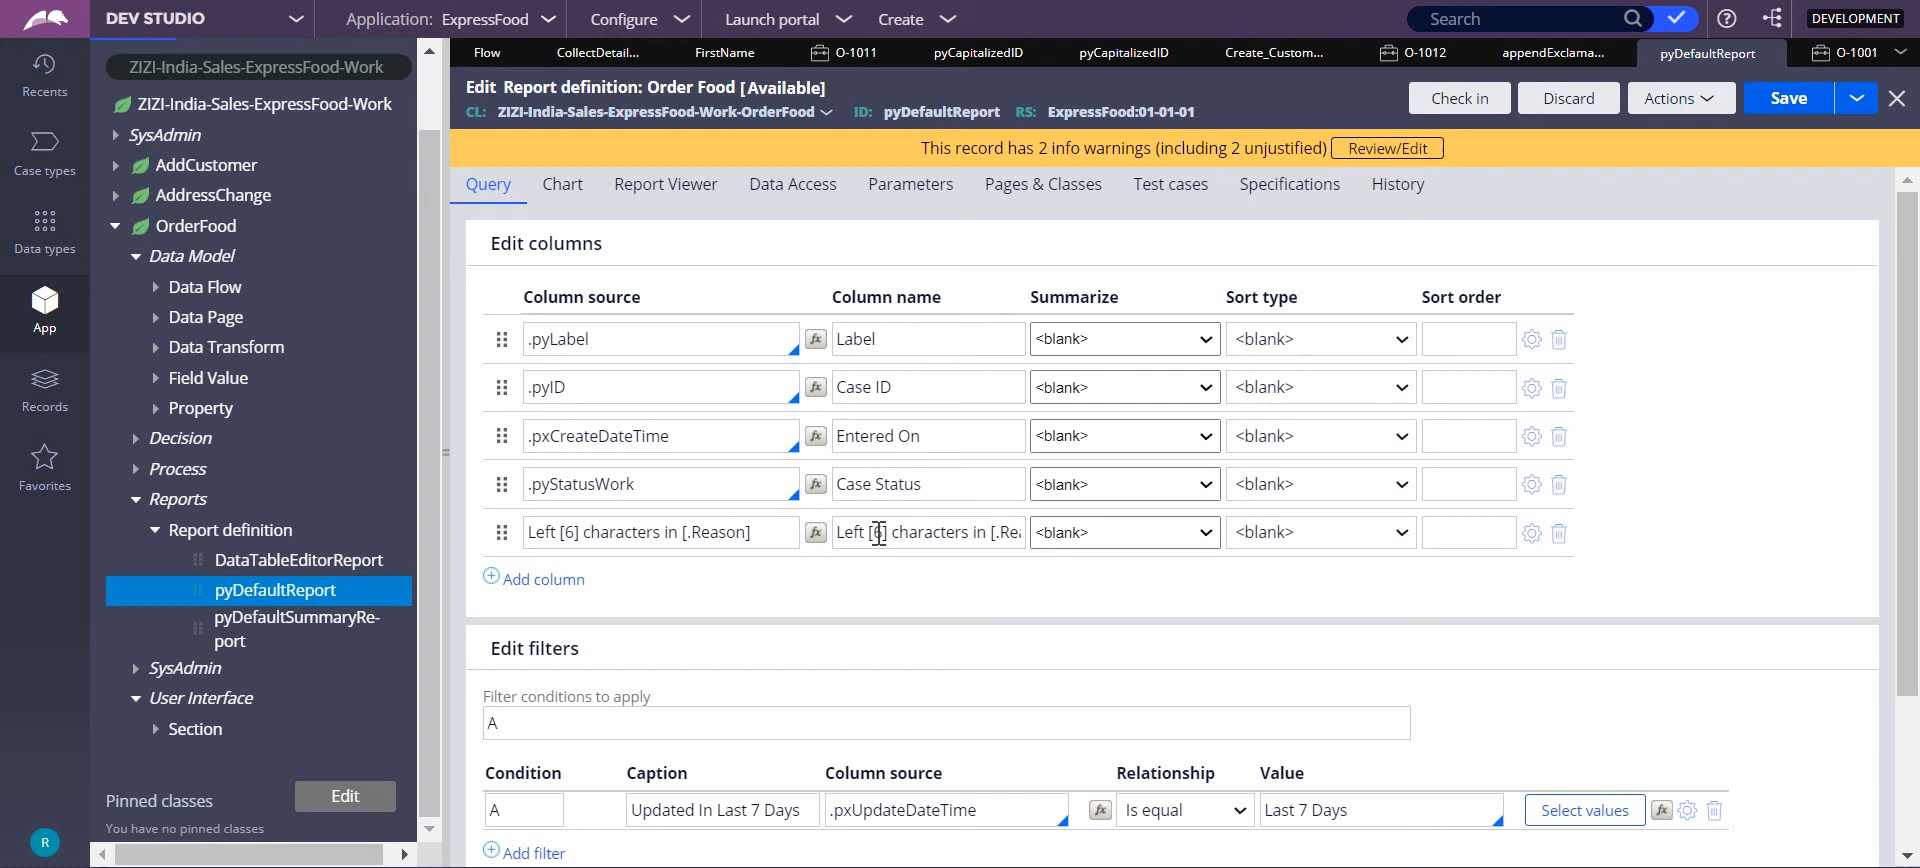 DEV STUDIO
Application: ExpressFood
Configure
Launch portal
Create
Search
DEVELOPMENT
Recents
Case types
Data types
App
Records
Favorites
R
ZIZI-India-Sales-ExpressFood-Work
ZIZI-India-Sales-ExpressFood-Work
SysAdmin
AddCustomer
AddressChange
OrderFood
Data Model
Data Flow
Data Page
Data Transform
Field Value
Property
Decision
Process
Reports
Report definition
DataTableEditorReport
pyDefaultReport
pyDefaultSummaryRe-
port
SysAdmin
User Interface
Section
Pinned classes
Edit
You have no pinned classes
Flow
CollectDetail...
FirstName
O-1011
pyCapitalizedID
pyCapitalizedID
Create_Custom...
O-1012
appendExclama...
pyDefaultReport
O-1001
Edit Report definition: Order Food [Available]
CL: ZIZI-India-Sales-ExpressFood-Work-OrderFood ID: pyDefaultReport RS: ExpressFood:01-01-01
Check in
Discard
Actions
Save
This record has 2 info warnings (including 2 unjustified) Review/Edit
Query
Chart
Report Viewer
Data Access
Parameters
Pages & Classes
Test cases
Specifications
History
Edit columns
Column source Column name Summarize Sort type Sort order
.pyLabel fx Label <blank> <blank>
.pyID fx Case ID <blank> <blank>
.pxCreateDateTime fx Entered On <blank> <blank>
.pyStatusWork fx Case Status <blank> <blank>
Left [6] characters in [.Reason] fx Left [6] characters in [.Rea <blank> <blank>
Add column
Edit filters
Filter conditions to apply
A
Condition Caption Column source Relationship Value
A Updated In Last 7 Days .pxUpdateDateTime fx Is equal Last 7 Days Select values fx
Add filter